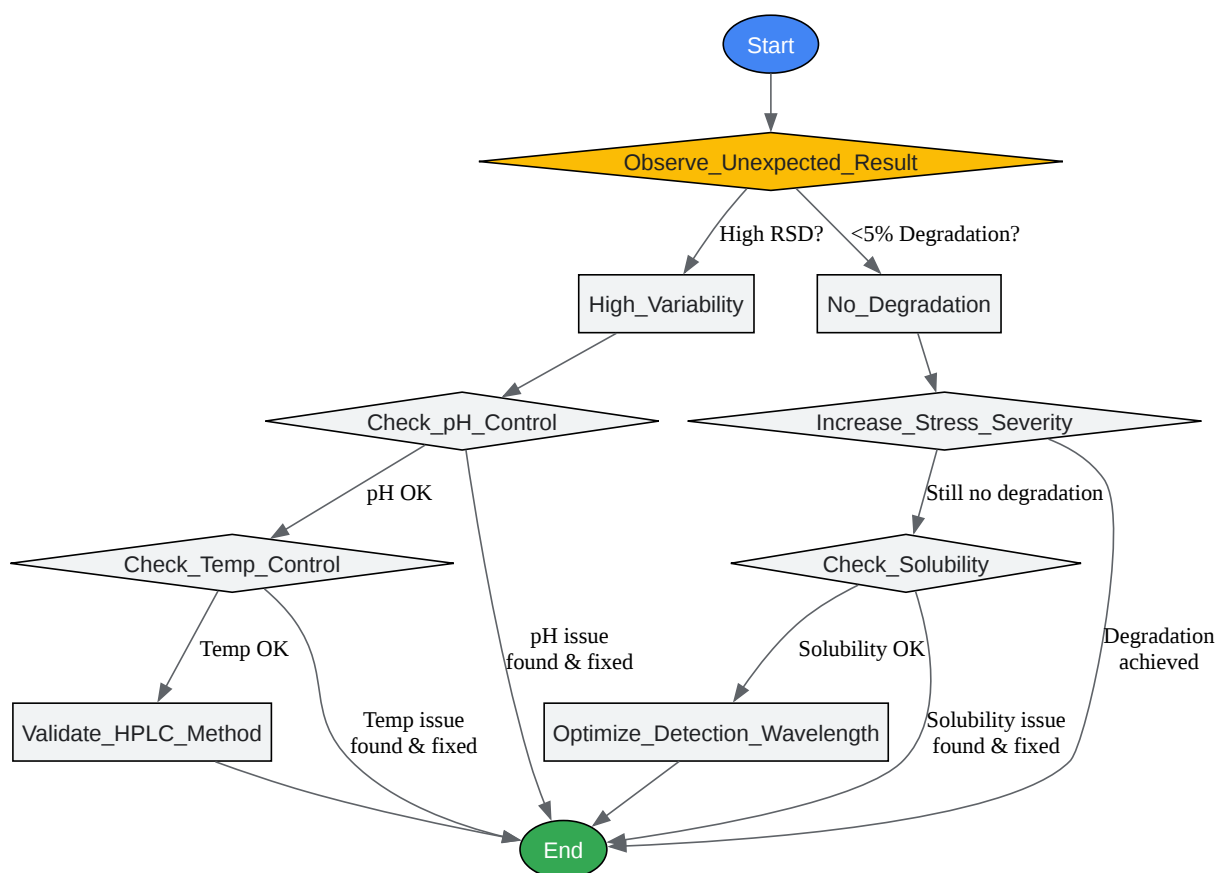 Start
Observe_Unexpected_Result
High RSD?
<5% Degradation?
High_Variability
No_Degradation
Check_pH_Control
Increase_Stress_Severity
pH OK
Still no degradation
Check_Temp_Control
Check_Solubility
Temp OK
pH issue
found & fixed
Solubility OK
Degradation
achieved
Validate_HPLC_Method
Temp issue
found & fixed
Optimize_Detection_Wavelength
Solubility issue
found & fixed
End